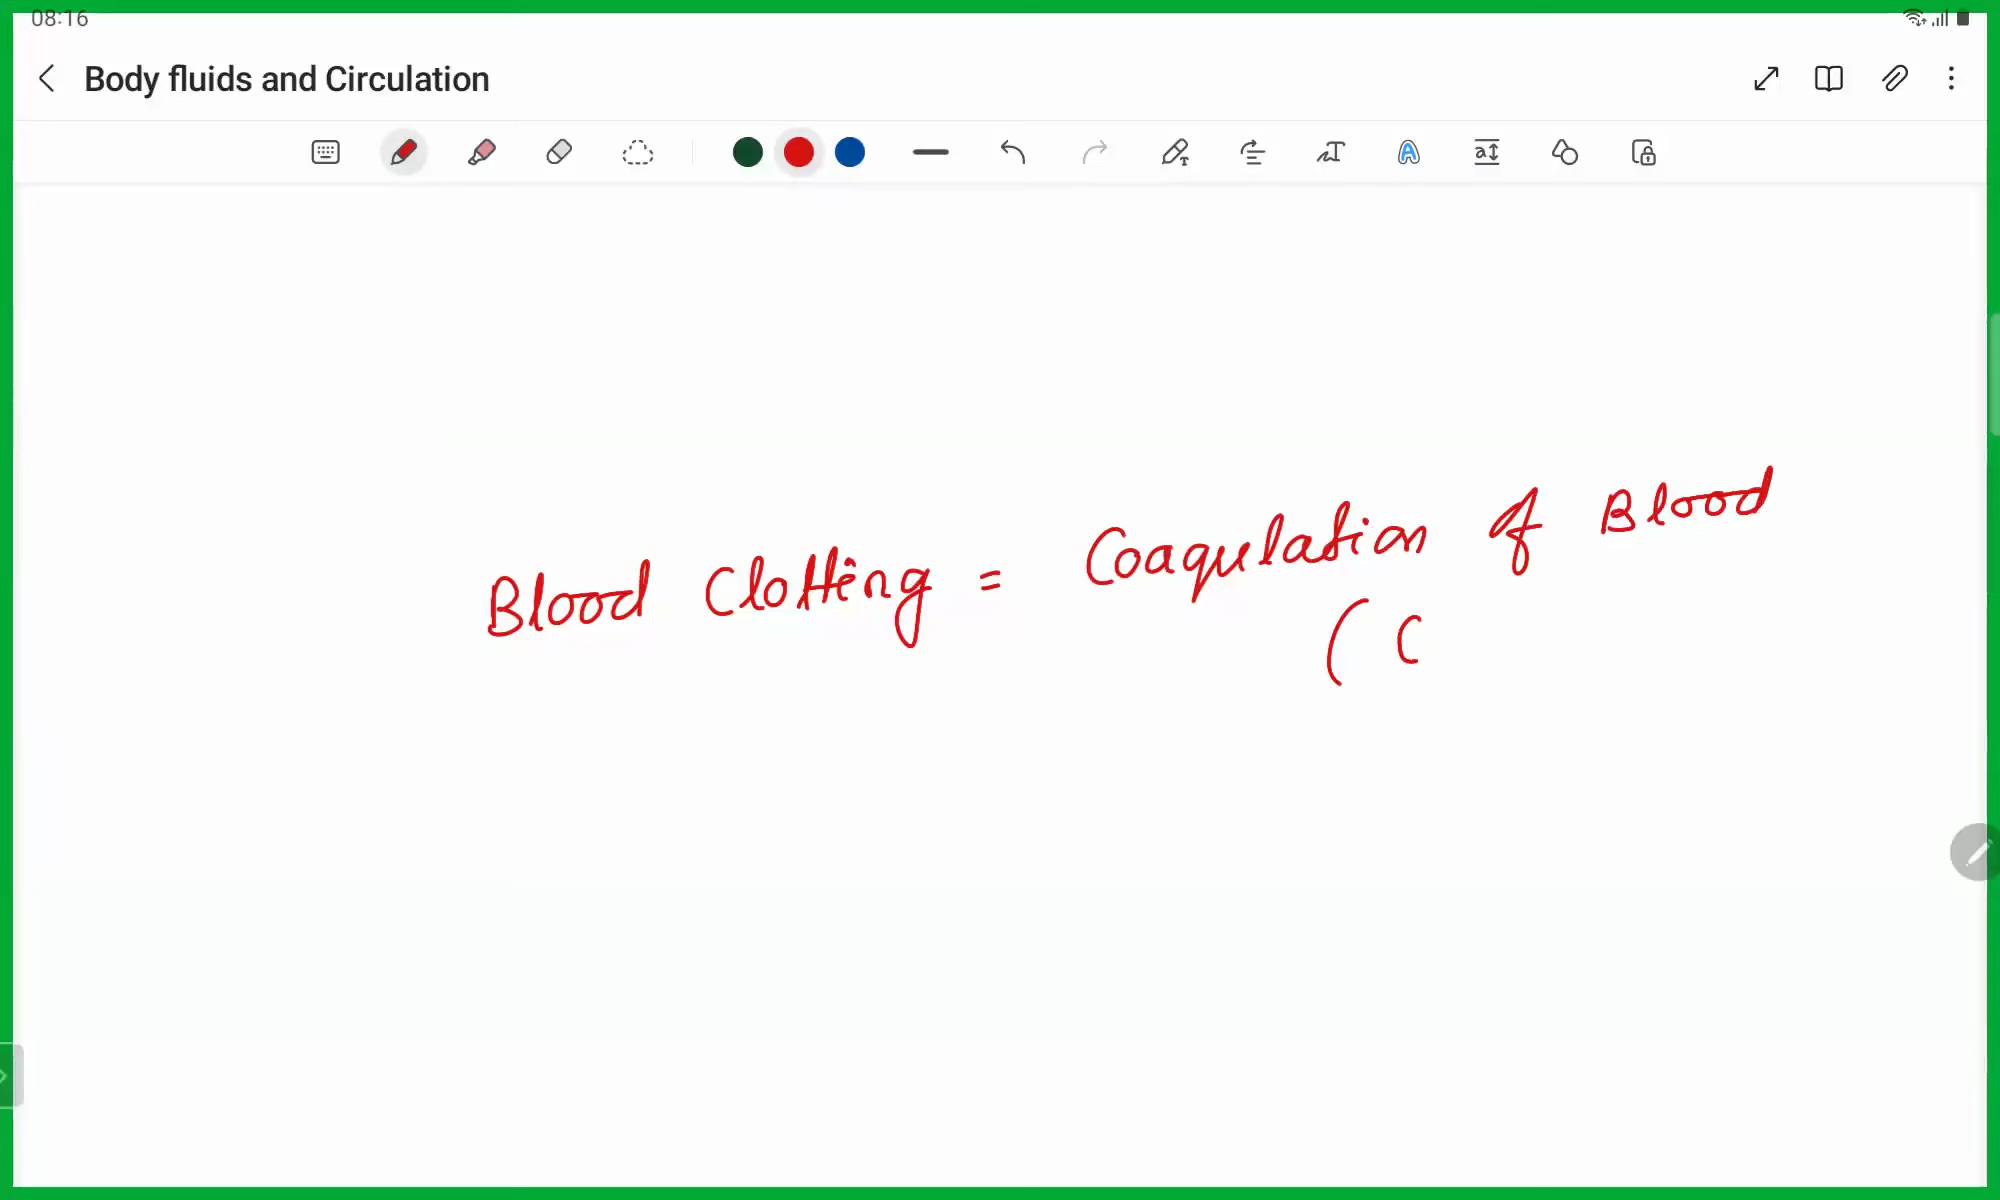 08:16
Body fluids and Circulation
Blood Clotting = Coagulation of Blood
( C